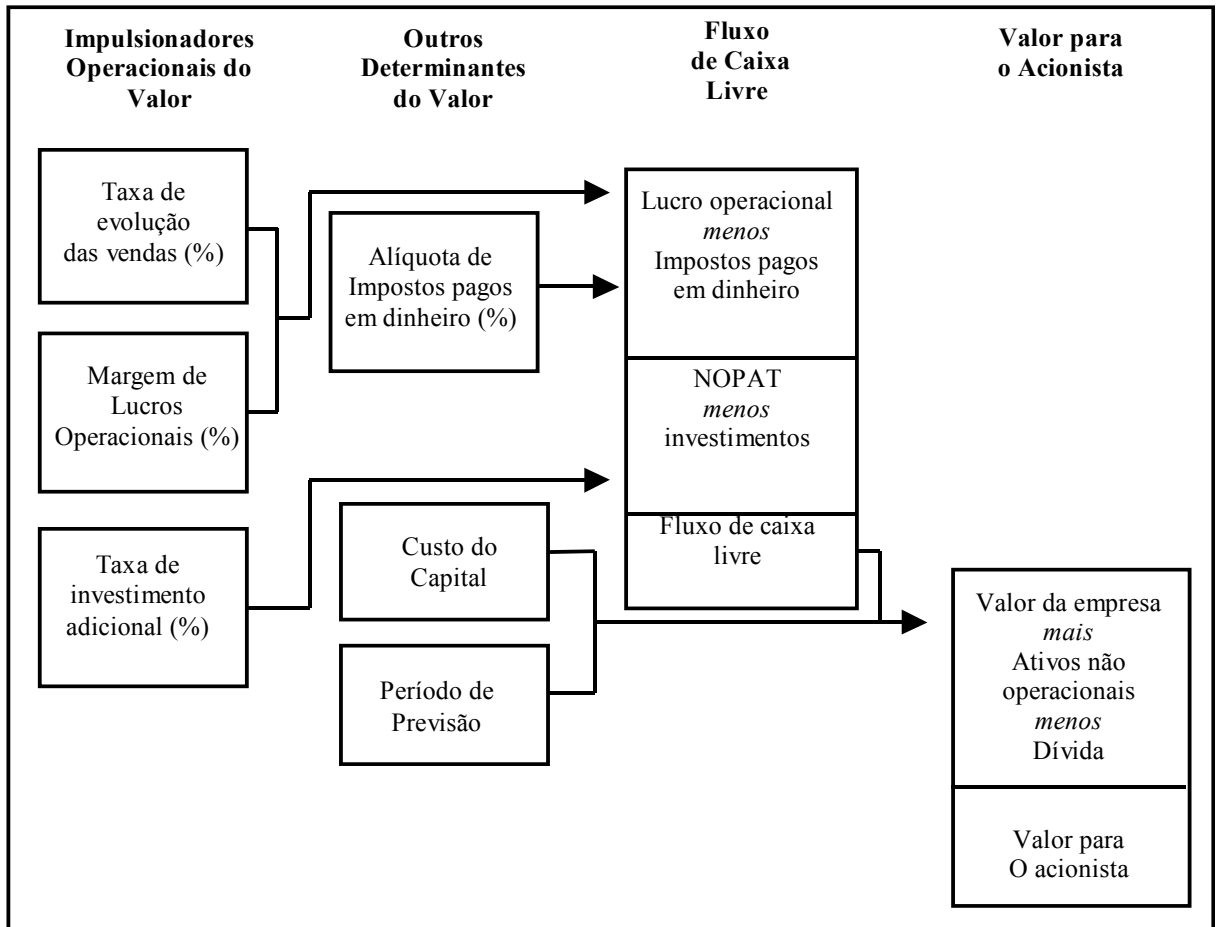 Impulsionadores
Operacionais do
Valor
Outros
Determinantes
do Valor
Fluxo
de Caixa
Livre
Valor para
o Acionista
Taxa de
evolução
das vendas (%)
Margem de
Lucros
Operacionais (%)
Taxa de
investimento
adicional (%)
Alíquota de
Impostos pagos
em dinheiro (%)
Custo do
Capital
Período de
Previsão
Lucro operacional
menos
Impostos pagos
em dinheiro
NOPAT
menos
investimentos
Fluxo de caixa
livre
Valor da empresa
mais
Ativos não
operacionais
menos
Dívida
Valor para
O acionista